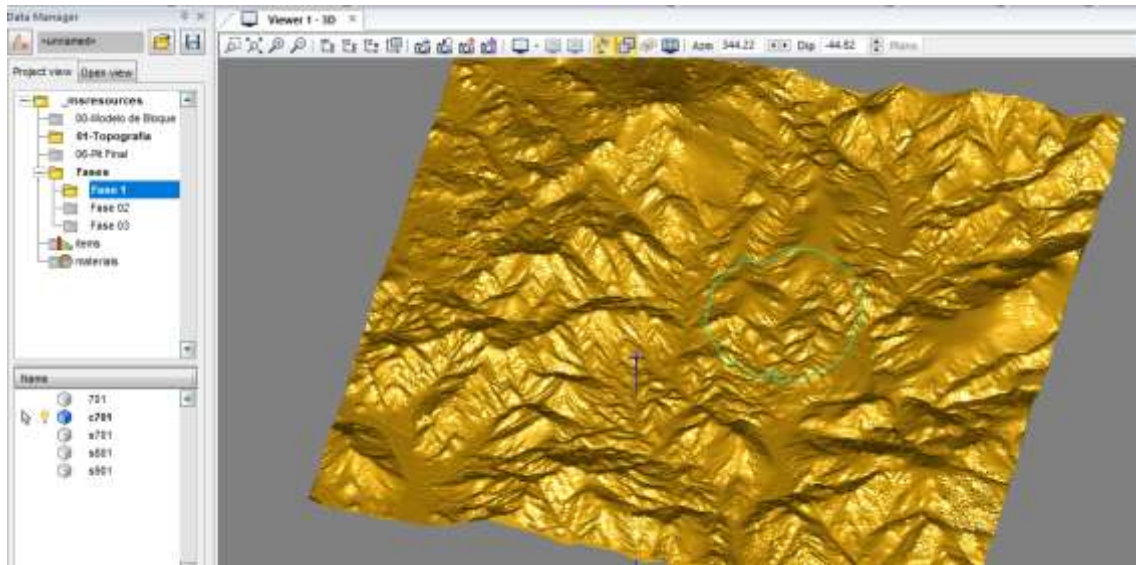 Data Manager
Viewer 1 - 3D
<unnamed>
Azm 344.22 Dip -44.82 Plane
Project view Open view
_msresources
00-Modelo de Bloque
01-Topografia
06-Pit Final
Fases
Fase 1
Fase 02
Fase 03
items
materials
Name
701
c701
s701
s801
s901